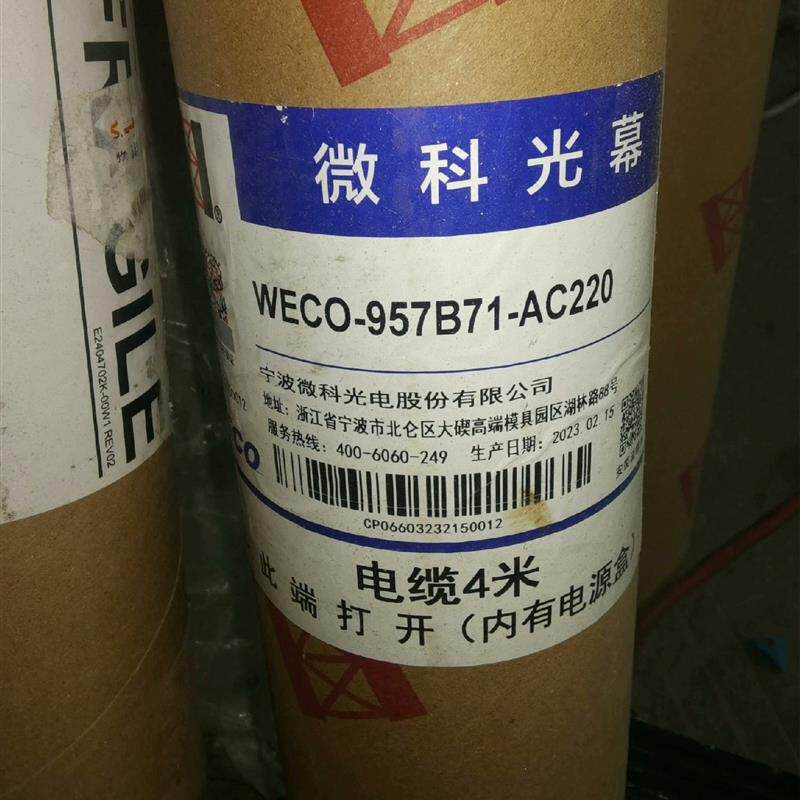 FRAGILE
E2404702K-00W1 REV02
®
微科光幕
WECO-957B71-AC220
宁波微科光电股份有限公司
地址：浙江省宁波市北仑区大碶高端模具园区湖林路88号
服务热线：400-6060-249 生产日期：2023.02.15
CP06603232150012
电缆4米
此端打开（内有电源盒）